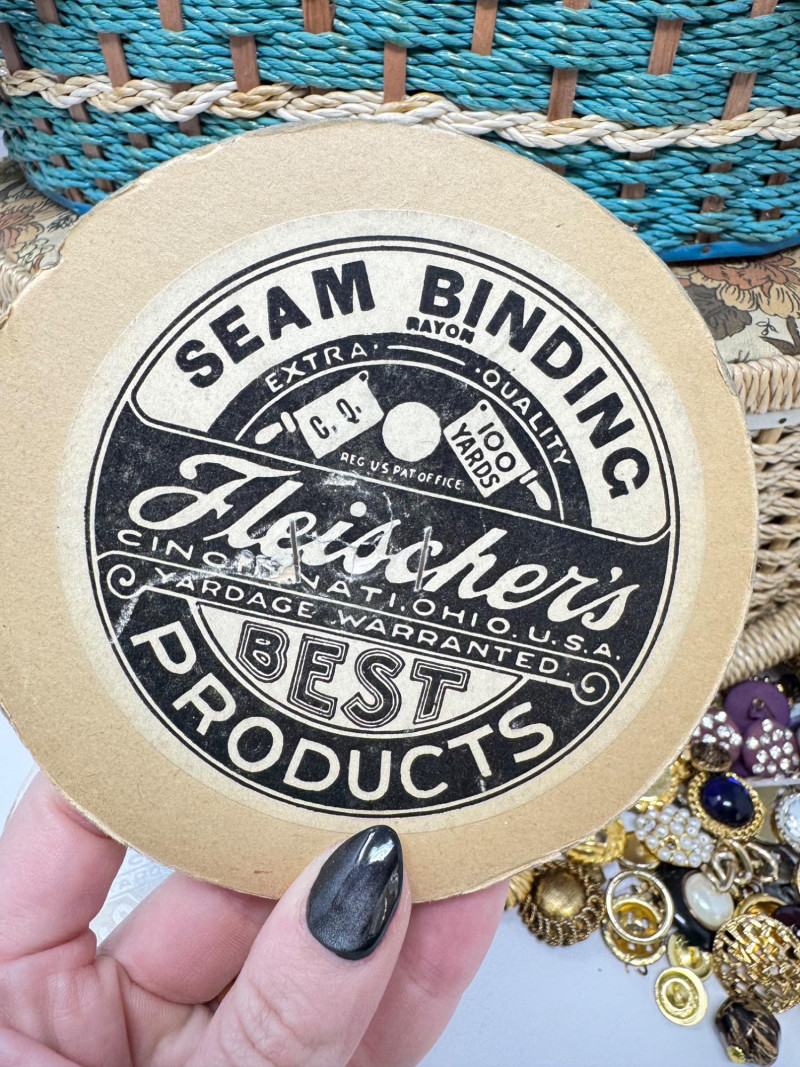 SEAM BINDING
RAYON
EXTRA · QUALITY
C. Q.
100
YARDS
REG US PAT OFFICE
Fleischer's
CINCINNATI, OHIO. U.S.A.
YARDAGE WARRANTED.
BEST
PRODUCTS